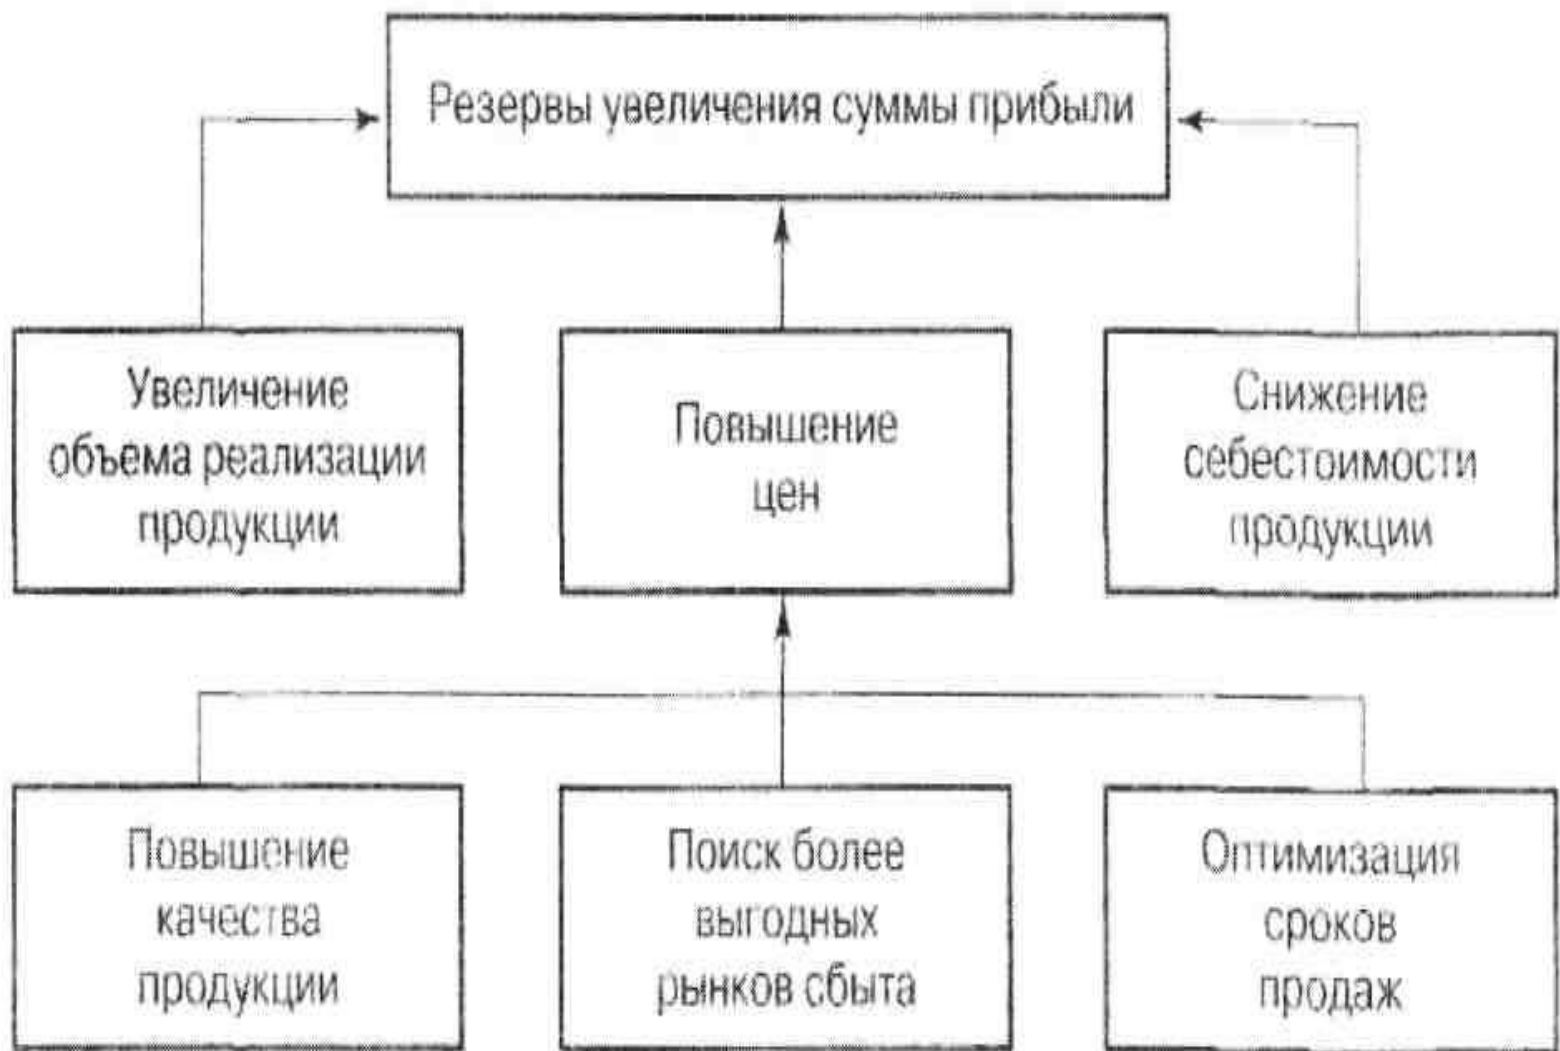 Резервы увеличения суммы прибыли
Увеличение
объема реализации
продукции
Повышение
цен
Снижение
себестоимости
продукции
Повышение
качества
продукции
Поиск более
выгодных
рынков сбыта
Оптимизация
сроков
продаж